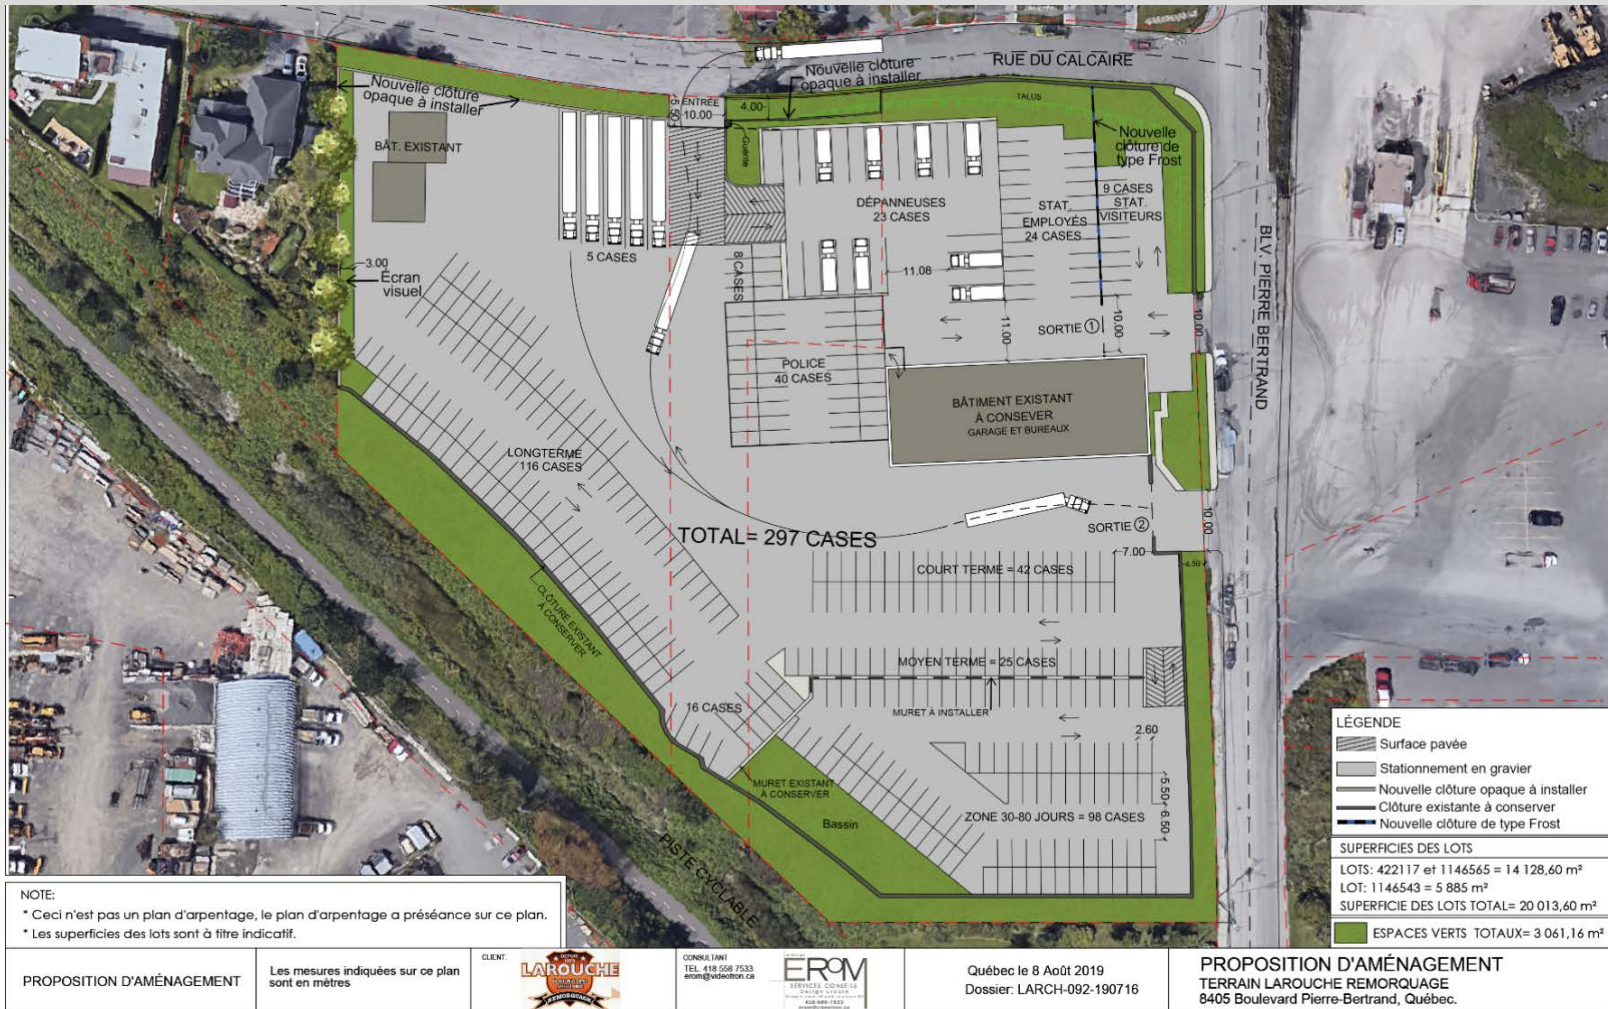 RUE DU CALCAIRE
Nouvelle clôture
opaque à installer
Nouvelle clôture
opaque à installer
ENTRÉE
10.00
5.50
4.00
TALUS
Guérite
Nouvelle
clôture de
type Frost
BÂT. EXISTANT
9 CASES
STAT.
VISITEURS
DÉPANNEUSES
23 CASES
STAT.
EMPLOYÉS
24 CASES
BLV. PIERRE BERTRAND
5 CASES
8 CASES
3.00
Écran
visuel
11.08
11.00
10.00
10.00
SORTIE 1
POLICE
40 CASES
BÂTIMENT EXISTANT
À CONSEVER
GARAGE ET BUREAUX
LONGTERME
116 CASES
TOTAL= 297 CASES
SORTIE 2
10.00
7.00
4.50
COURT TERME = 42 CASES
CLÔTURE EXISTANT
À CONSERVER
MOYEN TERME = 25 CASES
MURET À INSTALLER
16 CASES
2.60
MURET EXISTANT
À CONSERVER
5.50
6.50
ZONE 30-80 JOURS = 98 CASES
Bassin
PISTE CYCLABLE
LÉGENDE
Surface pavée
Stationnement en gravier
Nouvelle clôture opaque à installer
Clôture existante à conserver
Nouvelle clôture de type Frost
SUPERFICIES DES LOTS
LOTS: 422117 et 1146565 = 14 128,60 m²
LOT: 1146543 = 5 885 m²
SUPERFICIE DES LOTS TOTAL= 20 013,60 m²
ESPACES VERTS TOTAUX= 3 061,16 m²
NOTE:
* Ceci n'est pas un plan d'arpentage, le plan d'arpentage a préséance sur ce plan.
* Les superficies des lots sont à titre indicatif.
PROPOSITION D'AMÉNAGEMENT
Les mesures indiquées sur ce plan
sont en mètres
CLIENT:
LAROUCHE
REMORQUAGE
CONSULTANT
TEL: 418 558 7533
erom@videotron.ca
EROM
SERVICES CONSEILS
Québec le 8 Août 2019
Dossier: LARCH-092-190716
PROPOSITION D'AMÉNAGEMENT
TERRAIN LAROUCHE REMORQUAGE
8405 Boulevard Pierre-Bertrand, Québec.